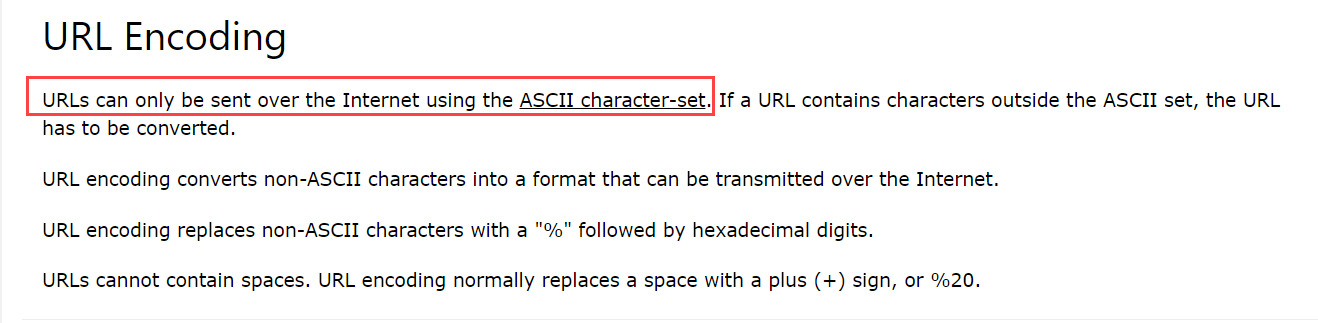 URL Encoding
URLs can only be sent over the Internet using the ASCII character-set. If a URL contains characters outside the ASCII set, the URL
has to be converted.
URL encoding converts non-ASCII characters into a format that can be transmitted over the Internet.
URL encoding replaces non-ASCII characters with a "%" followed by hexadecimal digits.
URLs cannot contain spaces. URL encoding normally replaces a space with a plus (+) sign, or %20.